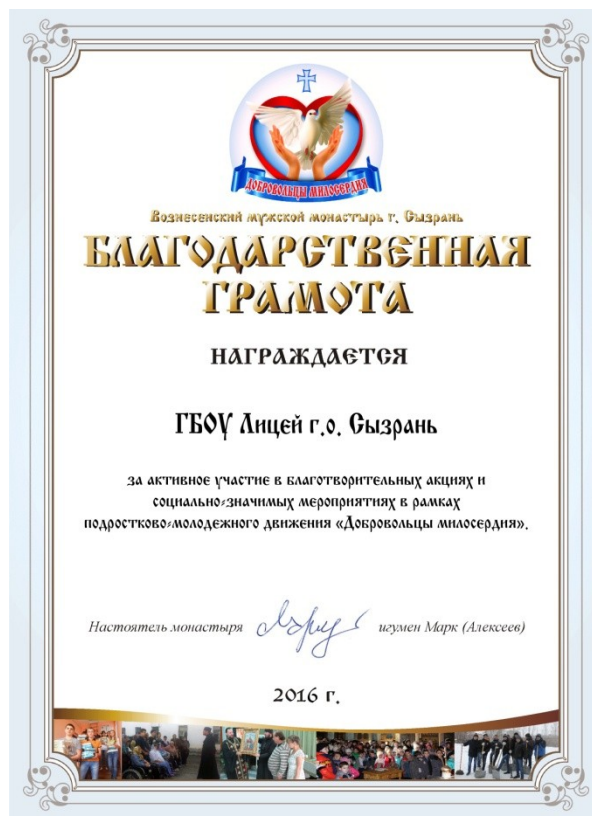 ДОБРОВОЛЬЦЫ МИЛОСЕРДИЯ
Вознесенский мужской монастырь г. Сызрань
БЛАГОДАРСТВЕННАЯ
ГРАМОТА
НАГРАЖДАЕТСЯ
ГБОУ Лицей г.о. Сызрань
за активное участие в благотворительных акциях и
социально-значимых мероприятиях в рамках
подростково-молодежного движения «Добровольцы милосердия».
Настоятель монастыря игумен Марк (Алексеев)
2016 г.